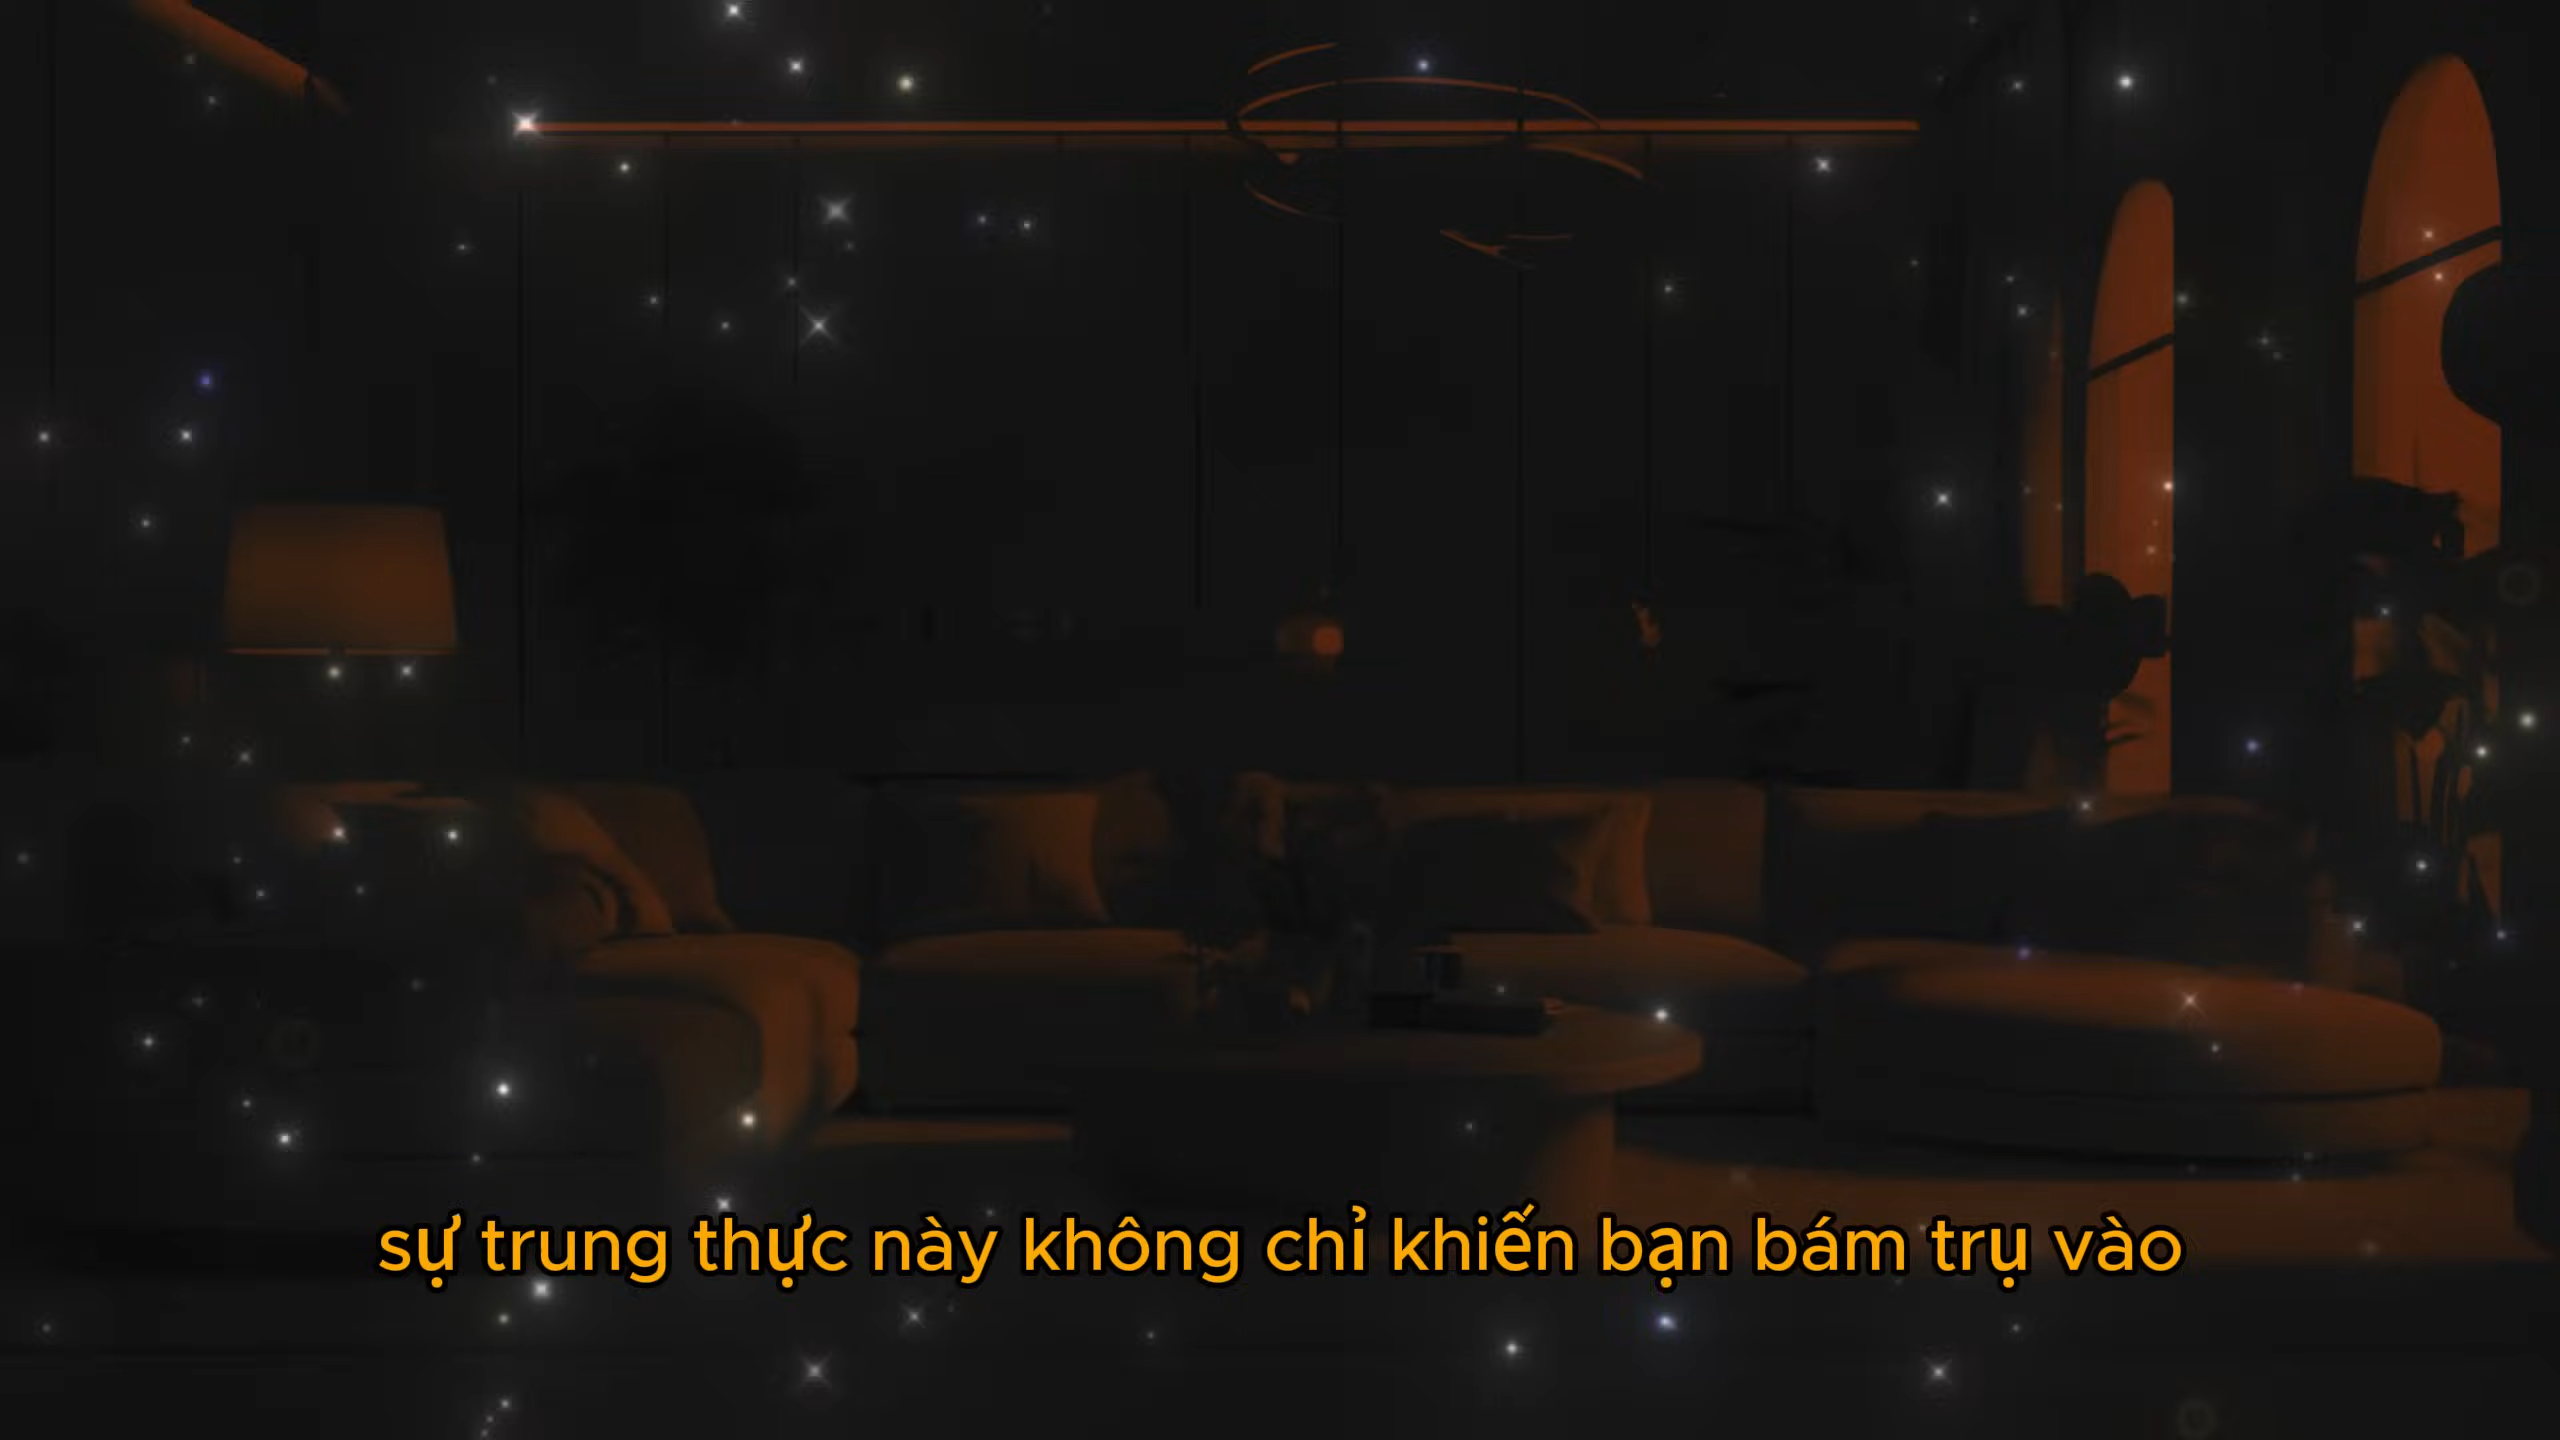 sự trung thực này không chỉ khiến bạn bám trụ vào